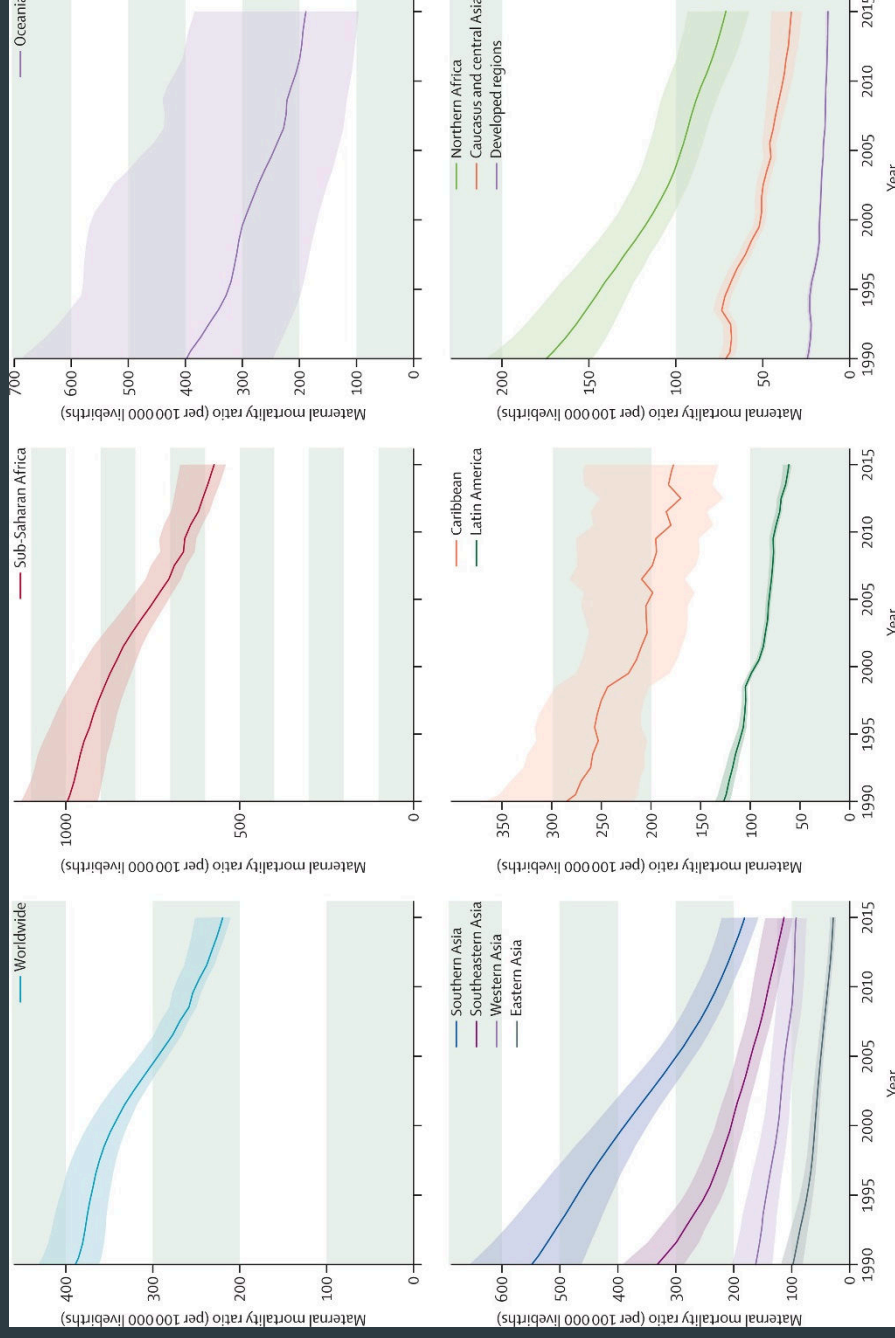 Worldwide
Maternal mortality ratio (per 100 000 livebirths)
400
300
200
100
0
Sub-Saharan Africa
Maternal mortality ratio (per 100 000 livebirths)
1000
500
0
Oceania
Maternal mortality ratio (per 100 000 livebirths)
700
600
500
400
300
200
100
0
Southern Asia
Southeastern Asia
Western Asia
Eastern Asia
Maternal mortality ratio (per 100 000 livebirths)
600
500
400
300
200
100
0
1990 1995 2000 2005 2010 2015
Year
Caribbean
Latin America
Maternal mortality ratio (per 100 000 livebirths)
350
300
250
200
150
100
50
0
1990 1995 2000 2005 2010 2015
Year
Northern Africa
Caucasus and central Asia
Developed regions
Maternal mortality ratio (per 100 000 livebirths)
200
150
100
50
0
1990 1995 2000 2005 2010 2015
Year